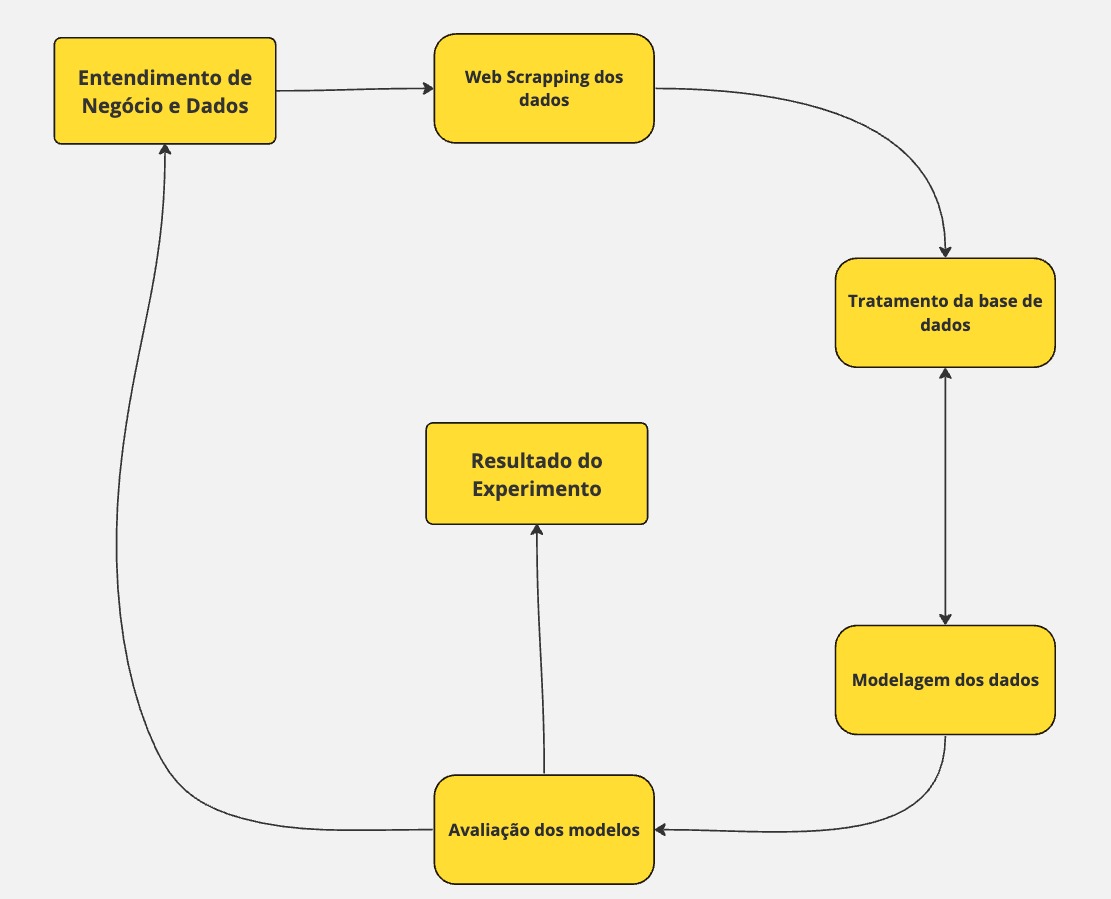 Entendimento de
Negócio e Dados
Web Scrapping dos
dados
Tratamento da base de
dados
Resultado do
Experimento
Modelagem dos dados
Avaliação dos modelos